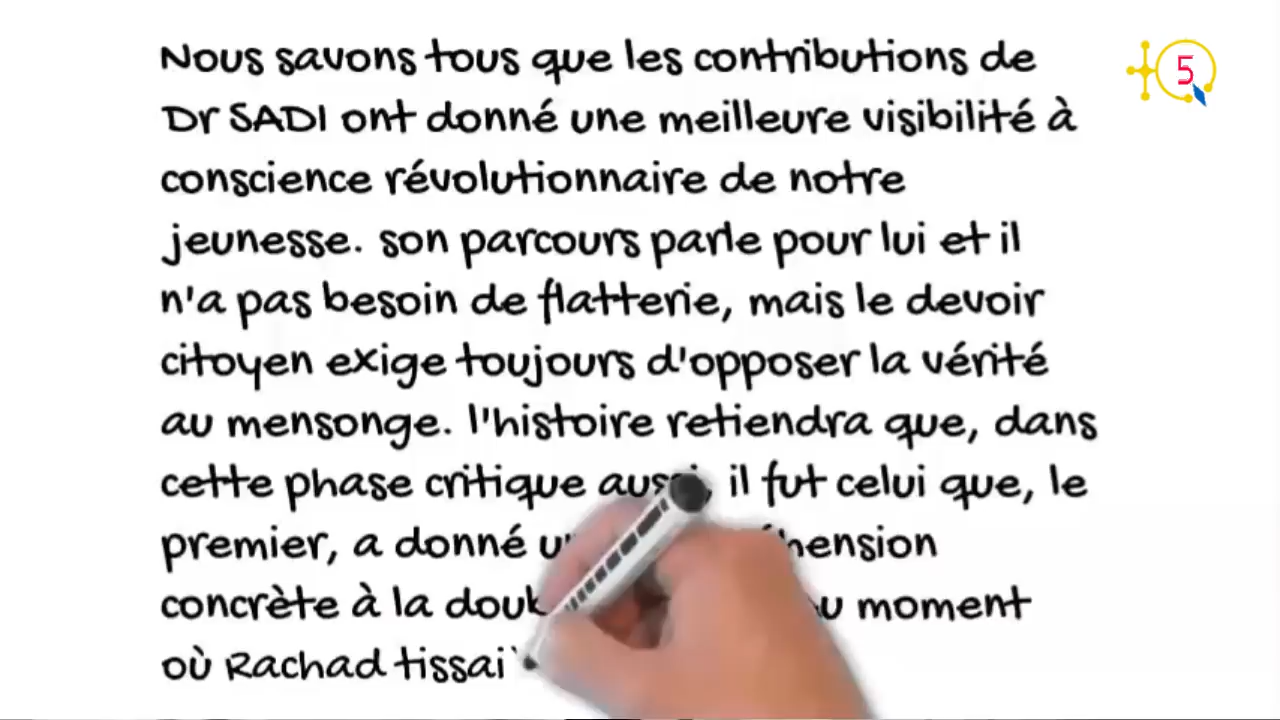 Nous savons tous que les contributions de
Dr SADI ont donné une meilleure visibilité à
conscience révolutionnaire de notre
jeunesse. son parcours parle pour lui et il
n'a pas besoin de flatterie, mais le devoir
citoyen exige toujours d'opposer la vérité
au mensonge. l'histoire retiendra que, dans
cette phase critique aussi, il fut celui que, le
premier, a donné
concrète à la moment
où Rachad tissai
5